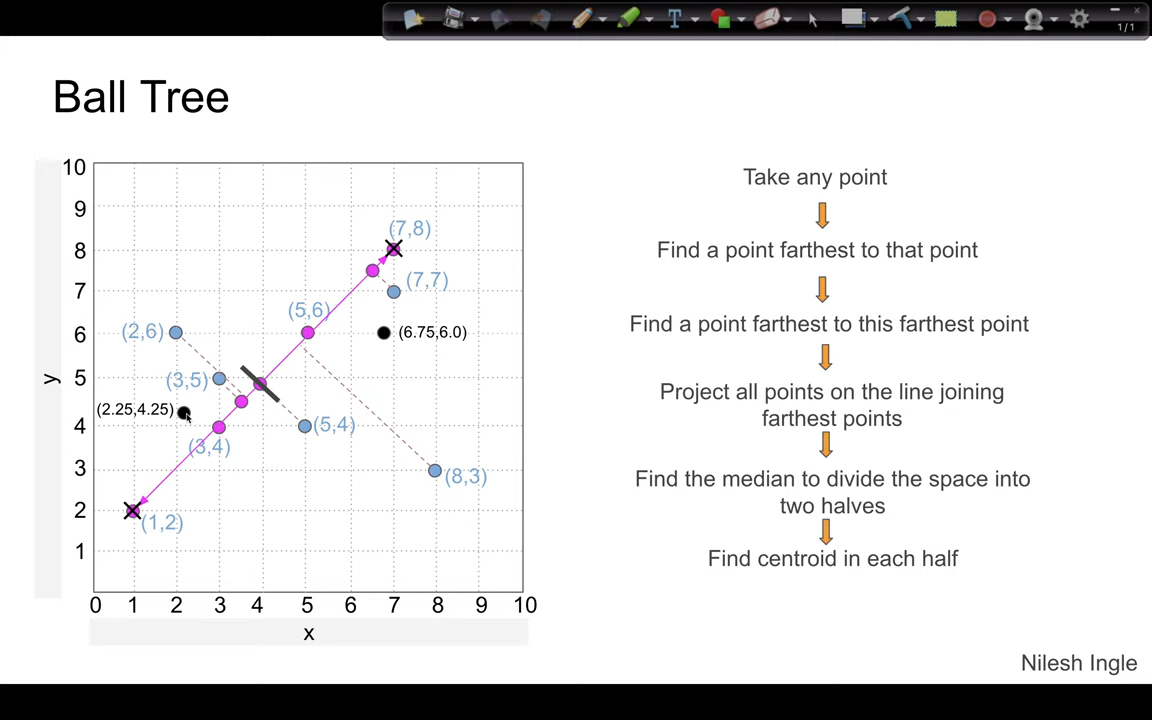 1/1
Ball Tree
10
9
8
7
6
5
4
3
2
1
y
(7,8)
(7,7)
(5,6)
(2,6)
(6.75,6.0)
(3,5)
(2.25,4.25)
(5,4)
(3,4)
(8,3)
(1,2)
0 1 2 3 4 5 6 7 8 9 10
x
Take any point
Find a point farthest to that point
Find a point farthest to this farthest point
Project all points on the line joining
farthest points
Find the median to divide the space into
two halves
Find centroid in each half
Nilesh Ingle